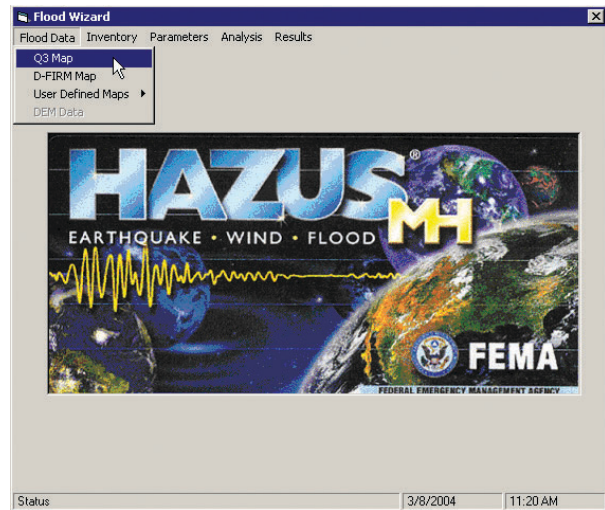 Flood Wizard
Flood Data Inventory Parameters Analysis Results
Q3 Map
D-FIRM Map
User Defined Maps
DEM Data
HAZUS®
MH
EARTHQUAKE • WIND • FLOOD
FEMA
FEDERAL EMERGENCY MANAGEMENT AGENCY
Status 3/8/2004 11:20 AM